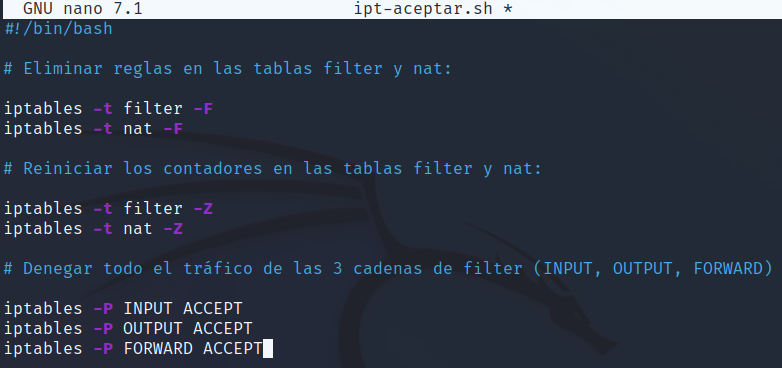 GNU nano 7.1 ipt-aceptar.sh *
#!/bin/bash
# Eliminar reglas en las tablas filter y nat:
iptables -t filter -F
iptables -t nat -F
# Reiniciar los contadores en las tablas filter y nat:
iptables -t filter -Z
iptables -t nat -Z
# Denegar todo el tráfico de las 3 cadenas de filter (INPUT, OUTPUT, FORWARD)
iptables -P INPUT ACCEPT
iptables -P OUTPUT ACCEPT
iptables -P FORWARD ACCEPT